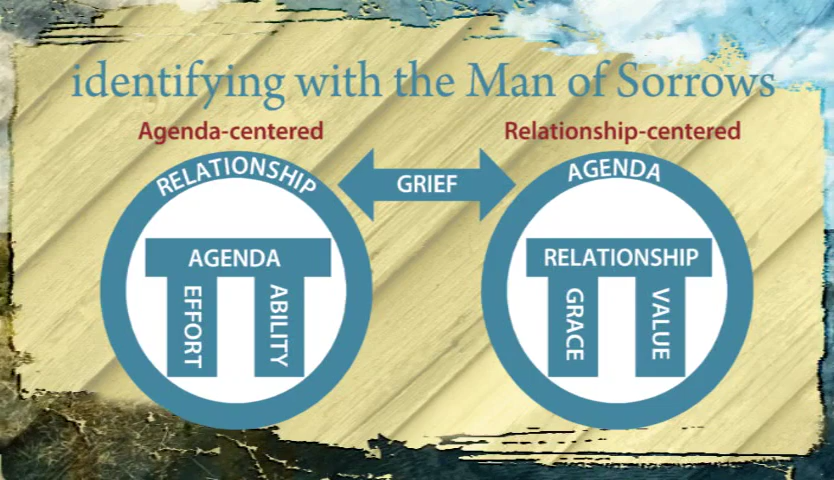 identifying with the Man of Sorrows
Agenda-centered
Relationship-centered
RELATIONSHIP
GRIEF
AGENDA
AGENDA
RELATIONSHIP
EFFORT
ABILITY
GRACE
VALUE